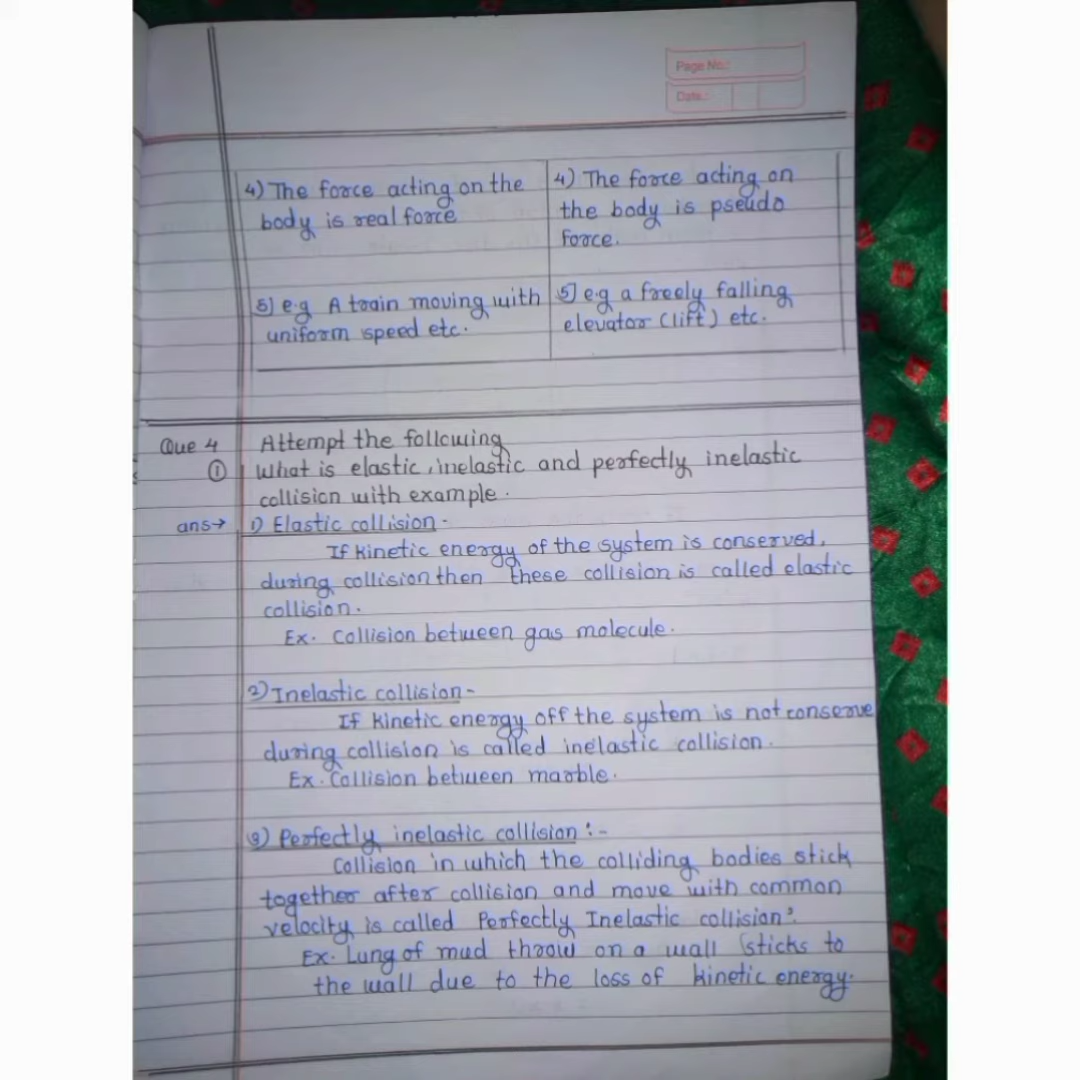 Page No.:
Date.:
4) The force acting on the
body is real force
4) The force acting on
the body is pseudo
force.
5) e.g A train moving with
uniform speed etc.
5) e.g a freely falling
elevator (lift) etc.
Que 4 Attempt the following
① What is elastic, inelastic and perfectly inelastic
collision with example.
ans→ 1) Elastic collision -
If kinetic energy of the system is conserved,
during collision then these collision is called elastic
collision.
Ex. Collision between gas molecule.
2) Inelastic collision -
If kinetic energy off the system is not conserve
during collision is called inelastic collision.
Ex. Collision between marble.
3) Perfectly inelastic collision :-
Collision in which the colliding bodies stick
together after collision and move with common
velocity is called Perfectly Inelastic collision.
Ex. Lung of mud throw on a wall sticks to
the wall due to the loss of kinetic energy.